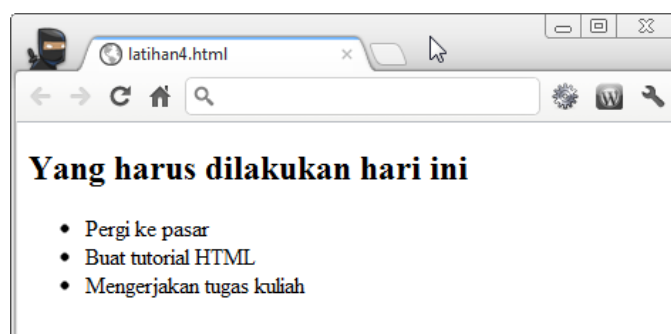 latihan4.html
Yang harus dilakukan hari ini
Pergi ke pasar
Buat tutorial HTML
Mengerjakan tugas kuliah